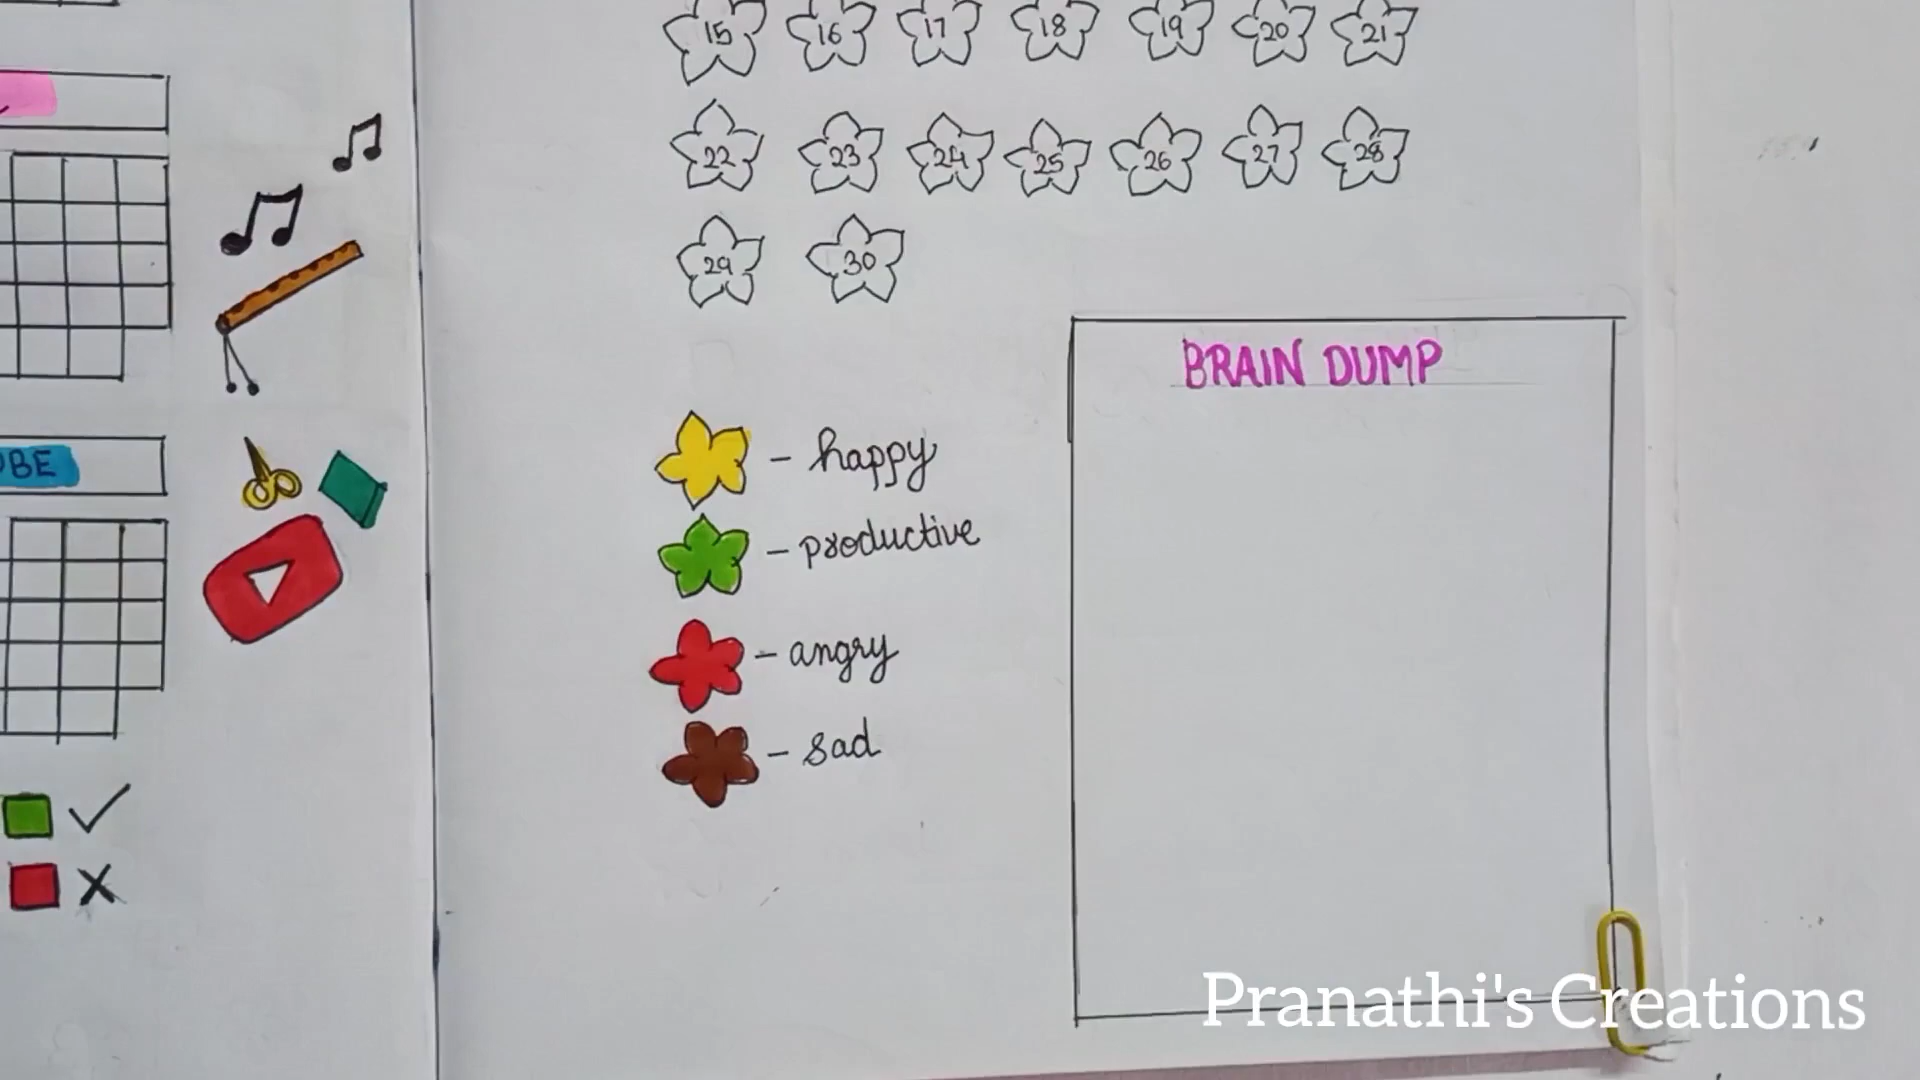 15 16 17 18 19 20 21
22 23 24 25 26 27 28
29 30
BRAIN DUMP
- happy
- productive
- angry
- sad
OBE
Pranathi's Creations